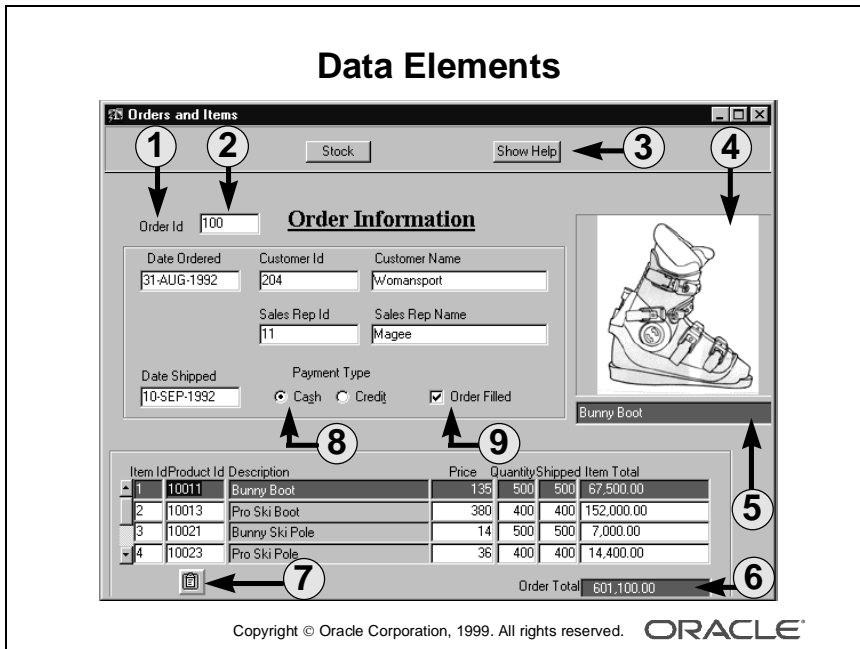 Data Elements
Orders and Items
1 2 Stock Show Help 3 4
Order Id 100 Order Information
Date Ordered Customer Id Customer Name
31-AUG-1992 204 Womansport
Sales Rep Id Sales Rep Name
11 Magee
Date Shipped Payment Type
10-SEP-1992 Cash Credit Order Filled
Bunny Boot
8 9
5
Item Id Product Id Description Price Quantity Shipped Item Total
1 10011 Bunny Boot 135 500 500 67,500.00
2 10013 Pro Ski Boot 380 400 400 152,000.00
3 10021 Bunny Ski Pole 14 500 500 7,000.00
4 10023 Pro Ski Pole 36 400 400 14,400.00
7 Order Total 601,100.00 6
Copyright © Oracle Corporation, 1999. All rights reserved. ORACLE®